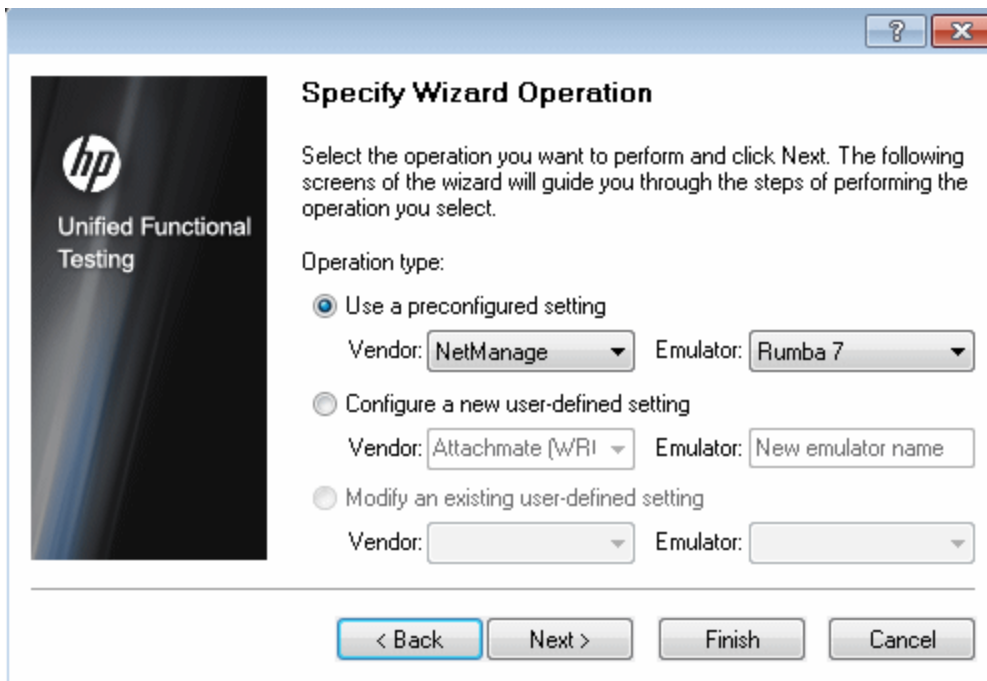 ?
hp
Unified Functional
Testing
Specify Wizard Operation
Select the operation you want to perform and click Next. The following
screens of the wizard will guide you through the steps of performing the
operation you select.
Operation type:
Use a preconfigured setting
Vendor: NetManage Emulator: Rumba 7
Configure a new user-defined setting
Vendor: Attachmate (WRI Emulator: New emulator name
Modify an existing user-defined setting
Vendor: Emulator:
< Back Next > Finish Cancel